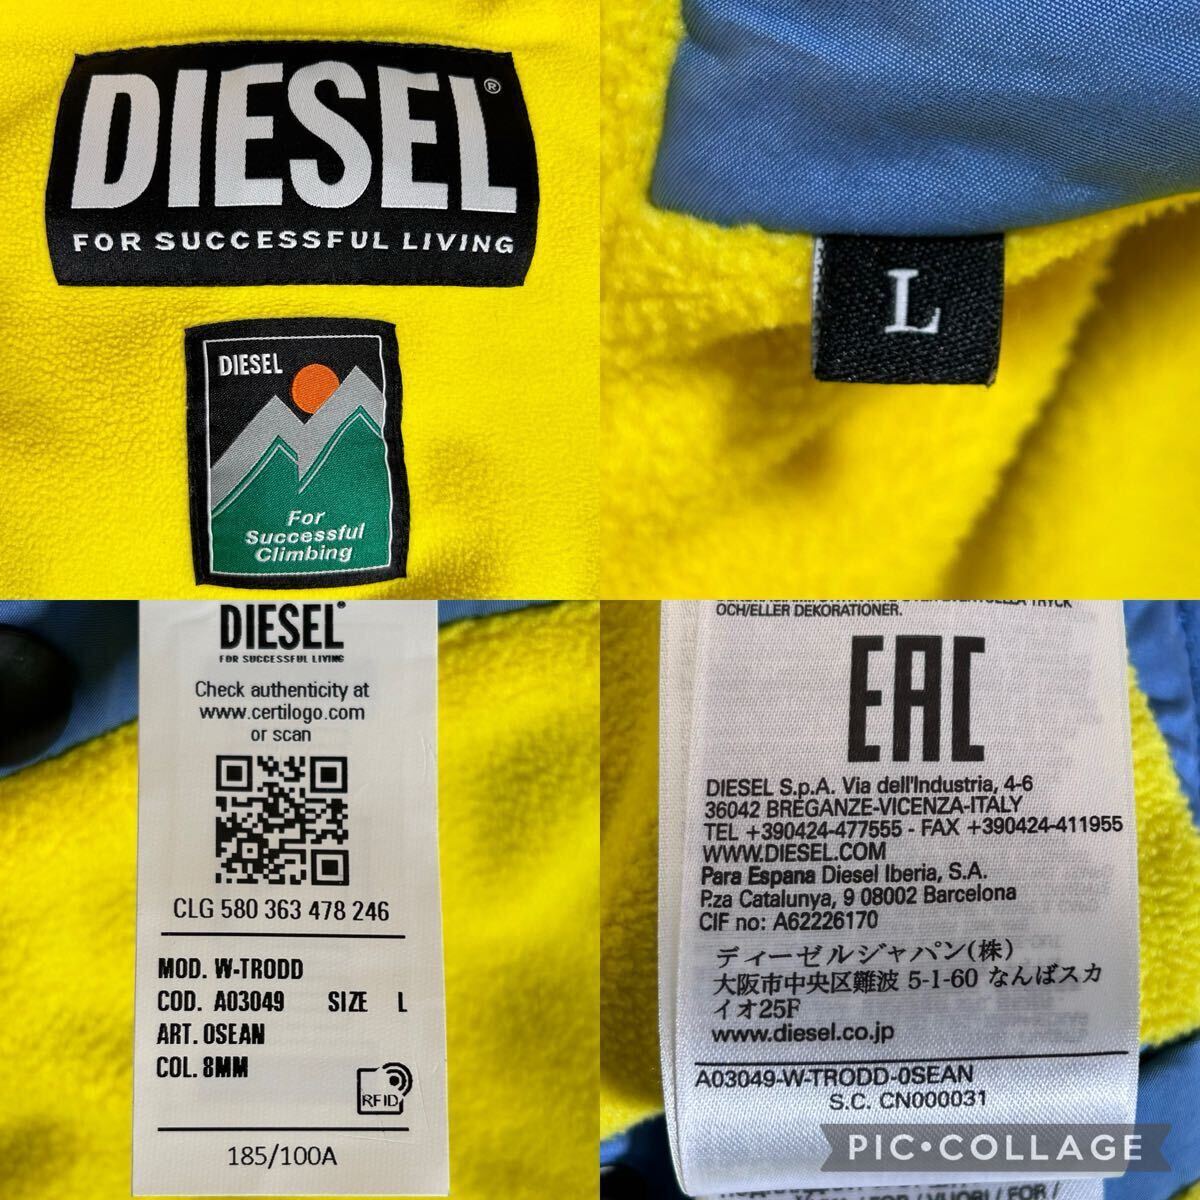 DIESEL®
FOR SUCCESSFUL LIVING
DIESEL
For
Successful
Climbing
L
DIESEL®
FOR SUCCESSFUL LIVING
Check authenticity at
www.certilogo.com
or scan
CLG 580 363 478 246
MOD. W-TRODD
COD. A03049 SIZE L
ART. 0SEAN
COL. 8MM
RFID
185/100A
TRYCK
OCH/ELLER DEKORATIONER.
EAC
DIESEL S.p.A. Via dell'Industria, 4-6
36042 BREGANZE-VICENZA-ITALY
TEL +390424-477555 - FAX +390424-411955
WWW.DIESEL.COM
Para Espana Diesel Iberia, S.A.
P.za Catalunya, 9 08002 Barcelona
CIF no: A62226170
ディーゼルジャパン(株)
大阪市中央区難波 5-1-60 なんばスカ
イオ25F
www.diesel.co.jp
A03049-W-TRODD-0SEAN
S.C. CN000031
PIC•COLLAGE